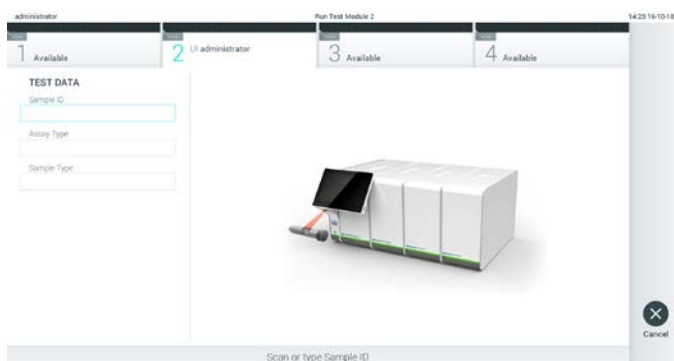 administrator Run Test Module 2 14:23 16-10-18
1 Available 2 UI administrator 3 Available 4 Available
TEST DATA
Sample ID
Assay Type
Sample Type
Cancel
Scan or type Sample ID